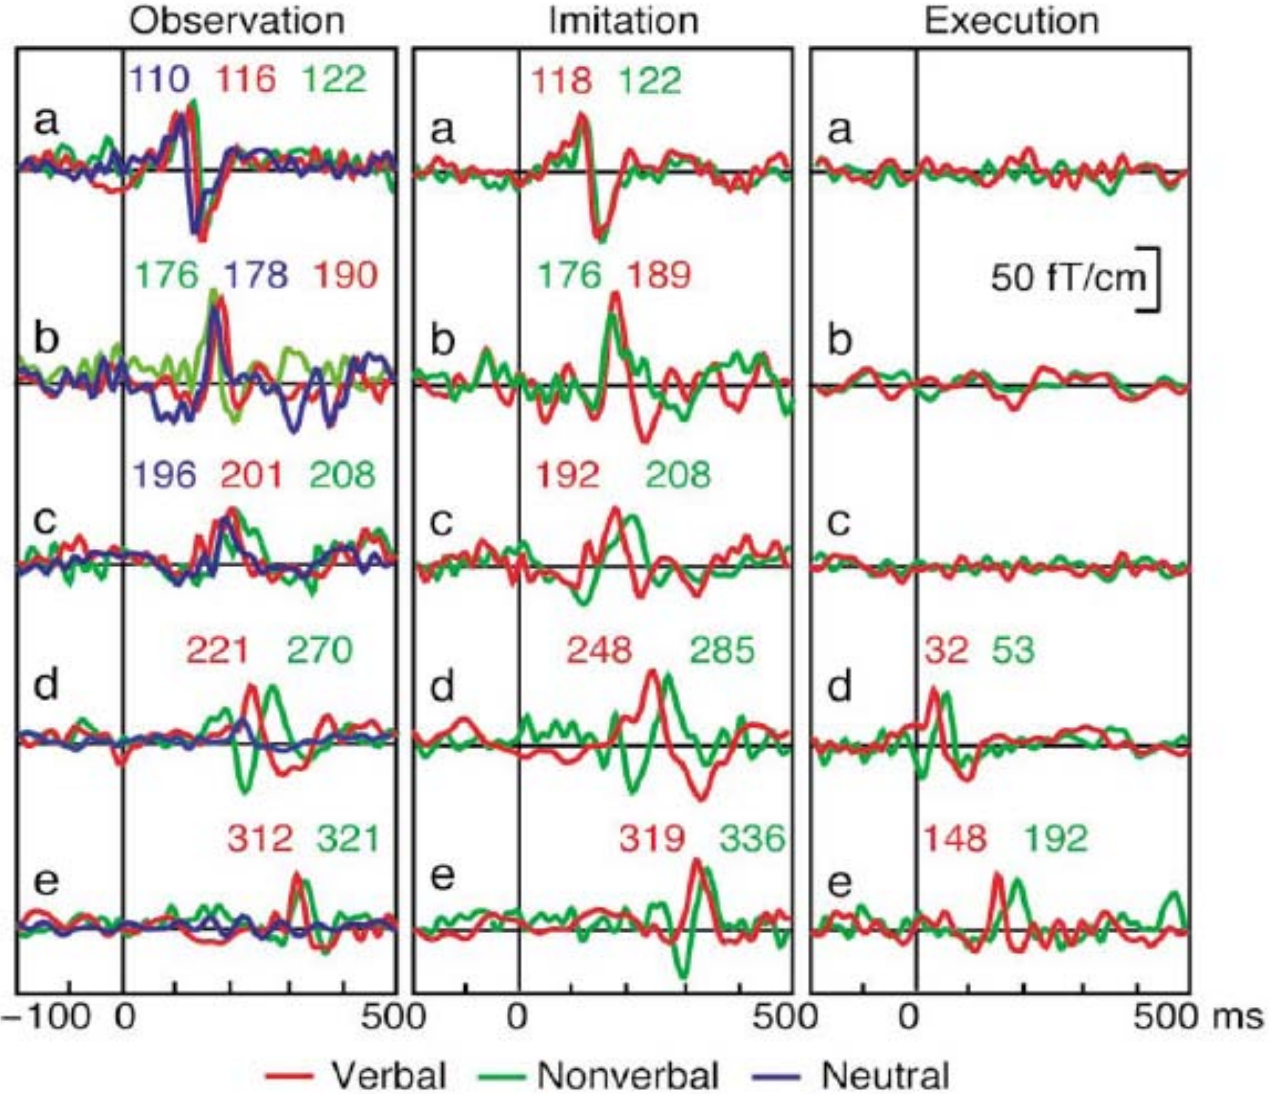 Observation Imitation Execution
110 116 122 118 122
a a a
176 178 190 176 189 50 fT/cm
b b b
196 201 208 192 208
c c c
221 270 248 285 32 53
d d d
312 321 319 336 148 192
e e e
−100 0 500 0 500 0 500 ms
Verbal Nonverbal Neutral